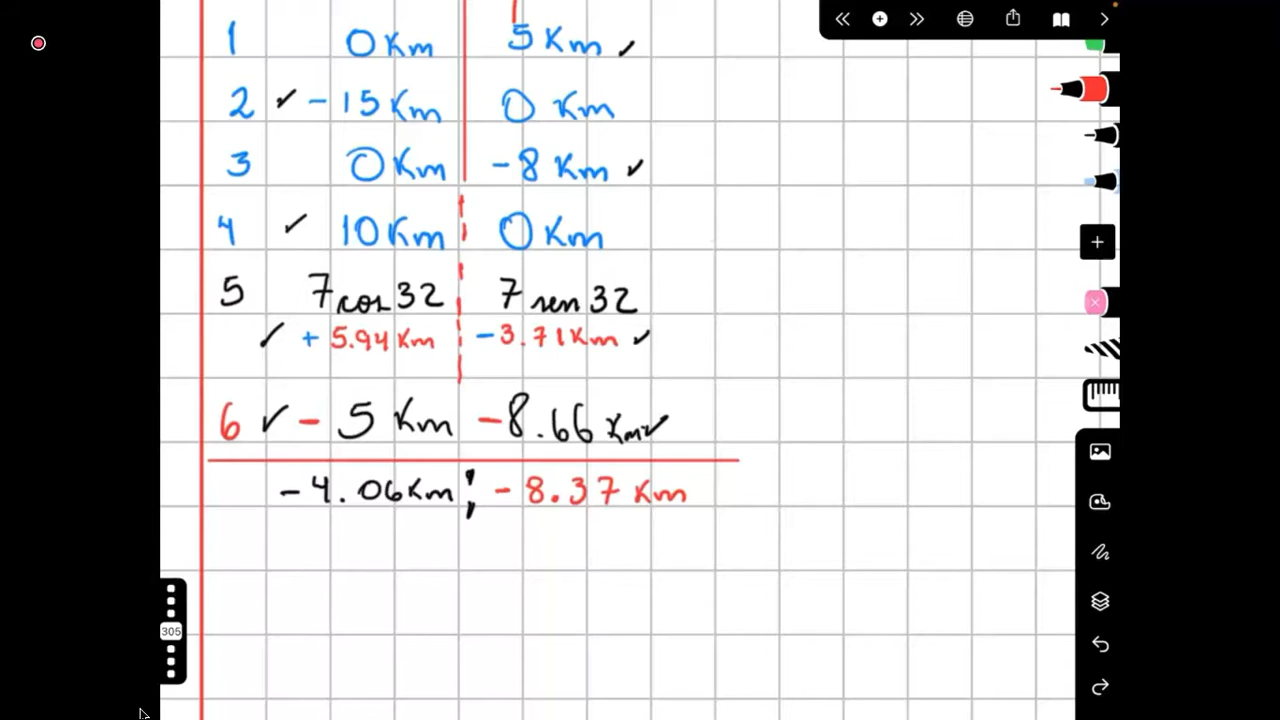 1 0 Km 5 Km ✓
2 ✓ - 15 Km 0 Km
3 0 Km - 8 Km ✓
4 ✓ 10 Km 0 Km
5 7 cos 32 7 sen 32
✓ + 5.94 Km - 3.71 Km ✓
6 ✓ - 5 Km - 8.66 Km ✓
- 4.06 Km ; - 8.37 Km
305